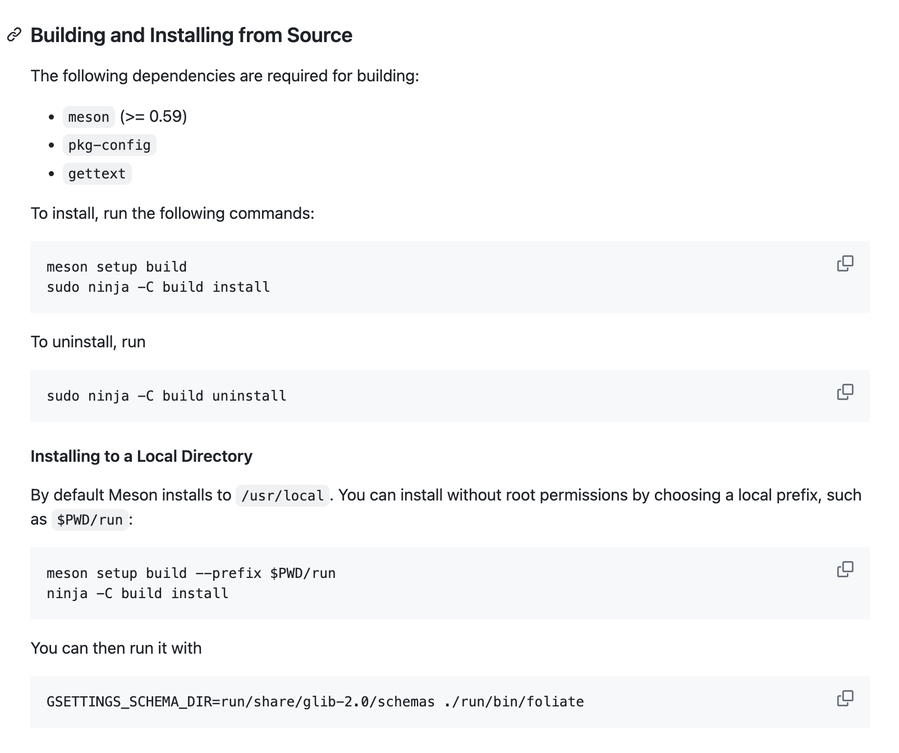 Building and Installing from Source
The following dependencies are required for building:
• meson (>= 0.59)
• pkg-config
• gettext
To install, run the following commands:
meson setup build
sudo ninja -C build install
To uninstall, run
sudo ninja -C build uninstall
Installing to a Local Directory
By default Meson installs to /usr/local. You can install without root permissions by choosing a local prefix, such
as $PWD/run:
meson setup build --prefix $PWD/run
ninja -C build install
You can then run it with
GSETTINGS_SCHEMA_DIR=run/share/glib-2.0/schemas ./run/bin/foliate